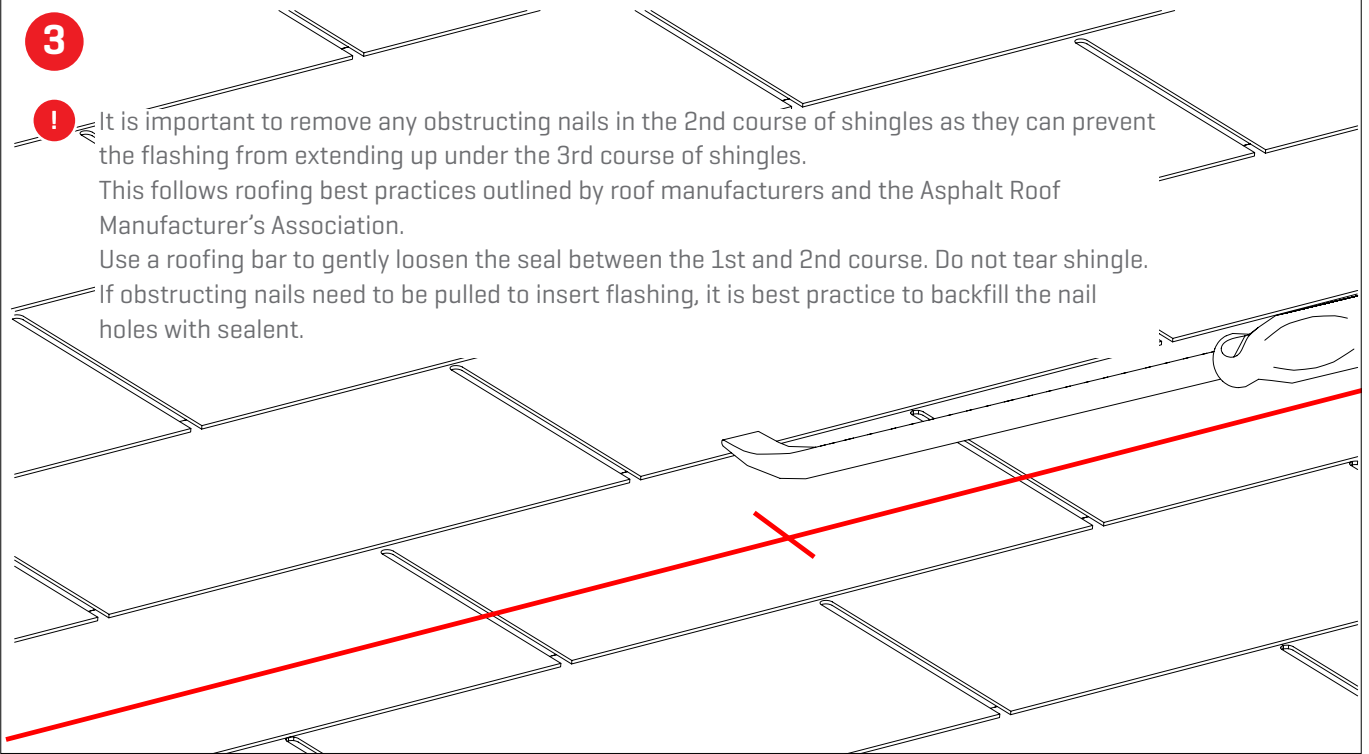 3
! It is important to remove any obstructing nails in the 2nd course of shingles as they can prevent
the flashing from extending up under the 3rd course of shingles.
This follows roofing best practices outlined by roof manufacturers and the Asphalt Roof
Manufacturer's Association.
Use a roofing bar to gently loosen the seal between the 1st and 2nd course. Do not tear shingle.
If obstructing nails need to be pulled to insert flashing, it is best practice to backfill the nail
holes with sealent.